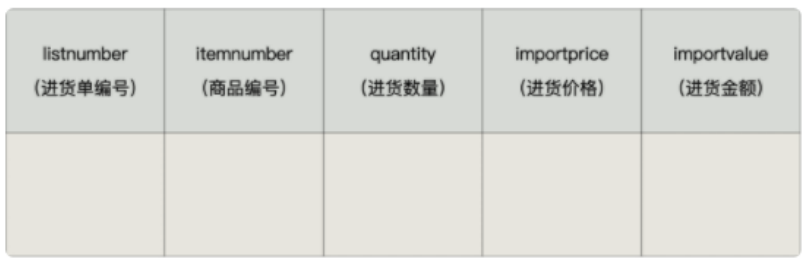 listnumber
(进货单编号)
itemnumber
(商品编号)
quantity
(进货数量)
importprice
(进货价格)
importvalue
(进货金额)